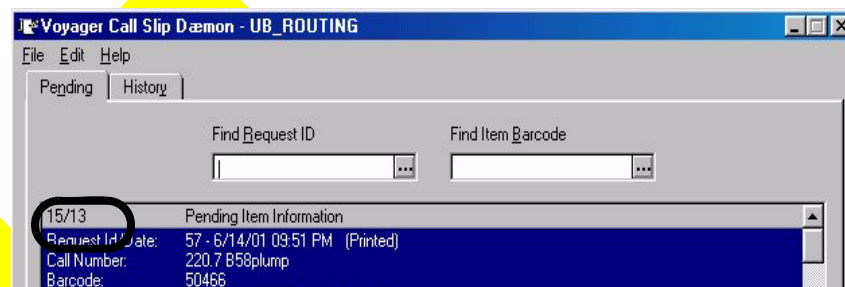 Voyager Call Slip Dæmon - UB_ROUTING
File Edit Help
Pending History
Find Request ID Find Item Barcode
... ...
15/13 Pending Item Information
Request Id/Date: 57 - 6/14/01 09:51 PM (Printed)
Call Number: 220.7 B58plump
Barcode: 50466